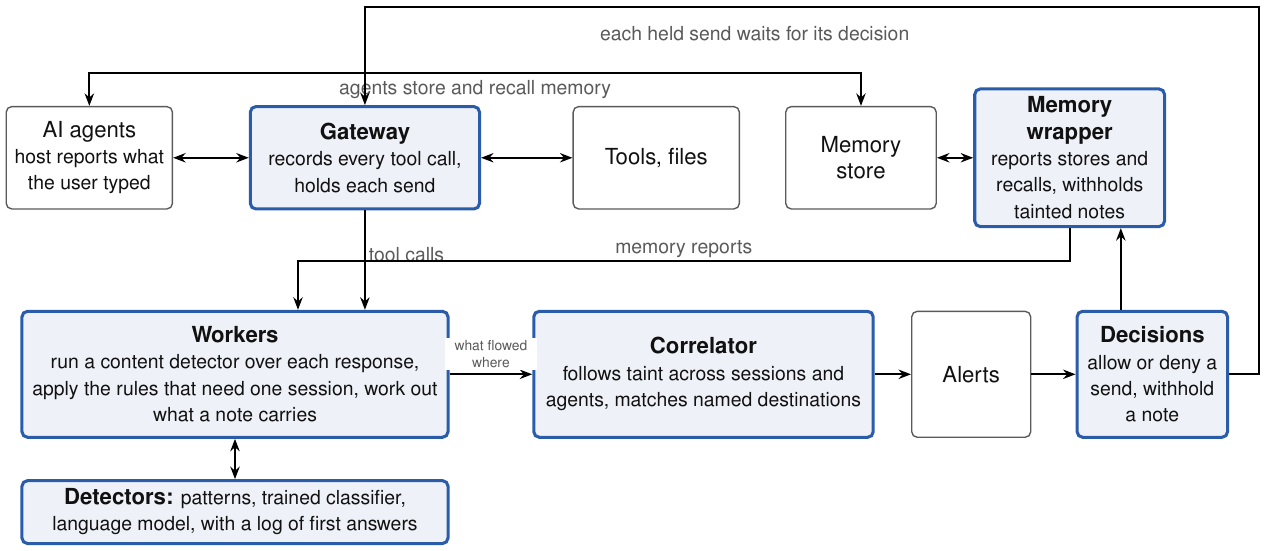 each held send waits for its decision
agents store and recall memory
AI agents
host reports what
the user typed
Gateway
records every tool call,
holds each send
Tools, files
Memory
store
Memory
wrapper
reports stores and
recalls, withholds
tainted notes
tool calls
memory reports
Workers
run a content detector over each response,
apply the rules that need one session, work out
what a note carries
what flowed
where
Correlator
follows taint across sessions and
agents, matches named destinations
Alerts
Decisions
allow or deny a
send, withhold
a note
Detectors: patterns, trained classifier,
language model, with a log of first answers